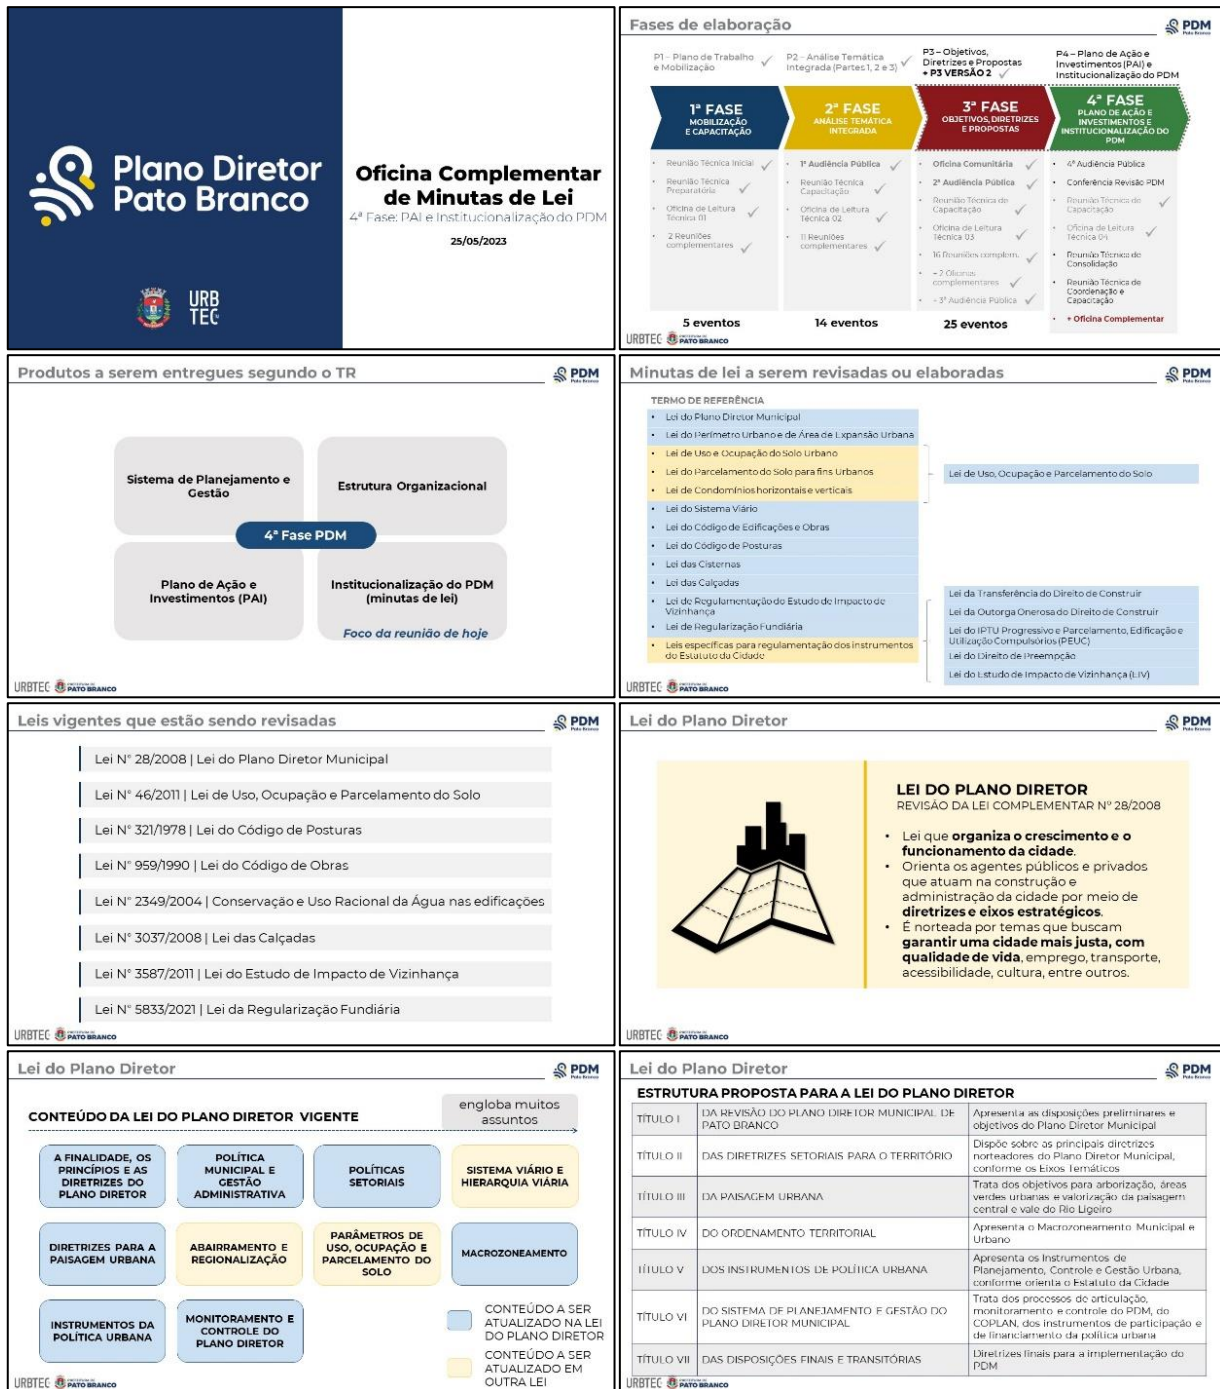 Plano Diretor
Pato Branco
URB
TEC
Oficina Complementar
de Minutas de Lei
4ª Fase: PAI e Institucionalização do PDM
25/05/2023
Fases de elaboração
PDM
Pato Branco
P1 – Plano de Trabalho
e Mobilização
P2 – Análise Temática
Integrada (Partes 1, 2 e 3)
P3 – Objetivos,
Diretrizes e Propostas
+ P3 VERSÃO 2
P4 – Plano de Ação e
Investimentos (PAI) e
Institucionalização do PDM
1ª FASE
MOBILIZAÇÃO
E CAPACITAÇÃO
2ª FASE
ANÁLISE TEMÁTICA
INTEGRADA
3ª FASE
OBJETIVOS, DIRETRIZES
E PROPOSTAS
4ª FASE
PLANO DE AÇÃO E
INVESTIMENTOS E
INSTITUCIONALIZAÇÃO DO
PDM
• Reunião Técnica Inicial
• Reunião Técnica
Preparatória
• Oficina de Leitura
Técnica 01
• 2 Reuniões
complementares
• 1ª Audiência Pública
• Reunião Técnica
Capacitação
• Oficina de Leitura
Técnica 02
• 11 Reuniões
complementares
• Oficina Comunitária
• 2ª Audiência Pública
• Reunião Técnica de
Capacitação
• Oficina de Leitura
Técnica 03
• 16 Reuniões complem.
• + 2 Oficinas
complementares
• + 3ª Audiência Pública
• 4ª Audiência Pública
• Conferência Revisão PDM
• Reunião Técnica de
Capacitação
• Oficina de Leitura
Técnica 04
• Reunião Técnica de
Consolidação
• Reunião Técnica de
Coordenação e
Capacitação
• + Oficina Complementar
5 eventos
14 eventos
25 eventos
URBTEC PATO BRANCO
Produtos a serem entregues segundo o TR
PDM
Pato Branco
Sistema de Planejamento e
Gestão
Estrutura Organizacional
4ª Fase PDM
Plano de Ação e
Investimentos (PAI)
Institucionalização do PDM
(minutas de lei)
Foco da reunião de hoje
URBTEC PATO BRANCO
Minutas de lei a serem revisadas ou elaboradas
PDM
Pato Branco
TERMO DE REFERÊNCIA
• Lei do Plano Diretor Municipal
• Lei do Perímetro Urbano e de Área de Expansão Urbana
• Lei de Uso e Ocupação do Solo Urbano
• Lei do Parcelamento do Solo para fins Urbanos
• Lei de Condomínios horizontais e verticais
• Lei do Sistema Viário
• Lei do Código de Edificações e Obras
• Lei do Código de Posturas
• Lei das Cisternas
• Lei das Calçadas
• Lei de Regulamentação do Estudo de Impacto de
Vizinhança
• Lei de Regularização Fundiária
• Leis específicas para regulamentação dos instrumentos
do Estatuto da Cidade
Lei de Uso, Ocupação e Parcelamento do Solo
Lei da Transferência do Direito de Construir
Lei da Outorga Onerosa do Direito de Construir
Lei do IPTU Progressivo e Parcelamento, Edificação e
Utilização Compulsórios (PEUC)
Lei do Direito de Preempção
Lei do Estudo de Impacto de Vizinhança (EIV)
URBTEC PATO BRANCO
Leis vigentes que estão sendo revisadas
PDM
Pato Branco
Lei N° 28/2008 | Lei do Plano Diretor Municipal
Lei N° 46/2011 | Lei de Uso, Ocupação e Parcelamento do Solo
Lei N° 321/1978 | Lei do Código de Posturas
Lei N° 959/1990 | Lei do Código de Obras
Lei N° 2349/2004 | Conservação e Uso Racional da Água nas edificações
Lei N° 3037/2008 | Lei das Calçadas
Lei N° 3587/2011 | Lei do Estudo de Impacto de Vizinhança
Lei N° 5833/2021 | Lei da Regularização Fundiária
URBTEC PATO BRANCO
Lei do Plano Diretor
PDM
Pato Branco
LEI DO PLANO DIRETOR
REVISÃO DA LEI COMPLEMENTAR N° 28/2008
• Lei que organiza o crescimento e o
funcionamento da cidade.
• Orienta os agentes públicos e privados
que atuam na construção e
administração da cidade por meio de
diretrizes e eixos estratégicos.
• É norteada por temas que buscam
garantir uma cidade mais justa, com
qualidade de vida, emprego, transporte,
acessibilidade, cultura, entre outros.
URBTEC PATO BRANCO
Lei do Plano Diretor
PDM
Pato Branco
CONTEÚDO DA LEI DO PLANO DIRETOR VIGENTE
engloba muitos
assuntos
A FINALIDADE, OS
PRINCÍPIOS E AS
DIRETRIZES DO
PLANO DIRETOR
POLÍTICA
MUNICIPAL E
GESTÃO
ADMINISTRATIVA
POLÍTICAS
SETORIAIS
SISTEMA VIÁRIO E
HIERARQUIA VIÁRIA
DIRETRIZES PARA A
PAISAGEM URBANA
ABAIRRAMENTO E
REGIONALIZAÇÃO
PARÂMETROS DE
USO, OCUPAÇÃO E
PARCELAMENTO DO
SOLO
MACROZONEAMENTO
INSTRUMENTOS DA
POLÍTICA URBANA
MONITORAMENTO E
CONTROLE DO
PLANO DIRETOR
CONTEÚDO A SER
ATUALIZADO NA LEI
DO PLANO DIRETOR
CONTEÚDO A SER
ATUALIZADO EM
OUTRA LEI
URBTEC PATO BRANCO
Lei do Plano Diretor
PDM
Pato Branco
ESTRUTURA PROPOSTA PARA A LEI DO PLANO DIRETOR
TÍTULO I
DA REVISÃO DO PLANO DIRETOR MUNICIPAL DE
PATO BRANCO
Apresenta as disposições preliminares e
objetivos do Plano Diretor Municipal
TÍTULO II
DAS DIRETRIZES SETORIAIS PARA O TERRITÓRIO
Dispõe sobre as principais diretrizes
norteadores do Plano Diretor Municipal,
conforme os Eixos Temáticos
TÍTULO III
DA PAISAGEM URBANA
Trata dos objetivos para arborização, áreas
verdes urbanas e valorização da paisagem
central e vale do Rio Ligeiro
TÍTULO IV
DO ORDENAMENTO TERRITORIAL
Apresenta o Macrozoneamento Municipal e
Urbano
TÍTULO V
DOS INSTRUMENTOS DE POLÍTICA URBANA
Apresenta os Instrumentos de
Planejamento, Controle e Gestão Urbana,
conforme orienta o Estatuto da Cidade
TÍTULO VI
DO SISTEMA DE PLANEJAMENTO E GESTÃO DO
PLANO DIRETOR MUNICIPAL
Trata dos processos de articulação,
monitoramento e controle do PDM, do
COPLAN, dos instrumentos de participação e
de financiamento da política urbana
TÍTULO VII
DAS DISPOSIÇÕES FINAIS E TRANSITÓRIAS
Diretrizes finais para a implementação do
PDM
URBTEC PATO BRANCO